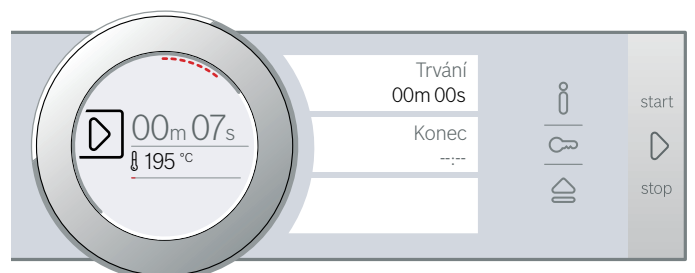 00m 07s
195 °C
Trvání
00m 00s
Konec
--:--
start
stop